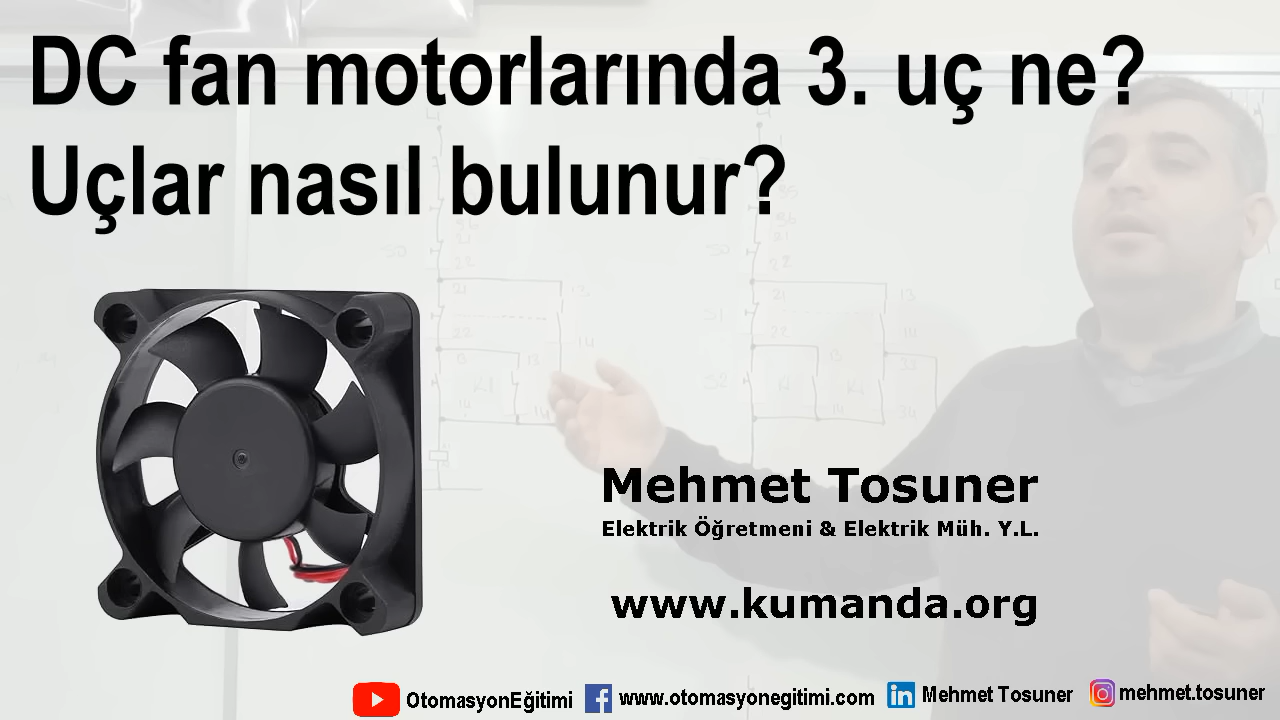 DC fan motorlarında 3. uç ne?
Uçlar nasıl bulunur?
Mehmet Tosuner
Elektrik Öğretmeni & Elektrik Müh. Y.L.
www.kumanda.org
OtomasyonEğitimi
www.otomasyonegitimi.com
Mehmet Tosuner
mehmet.tosuner